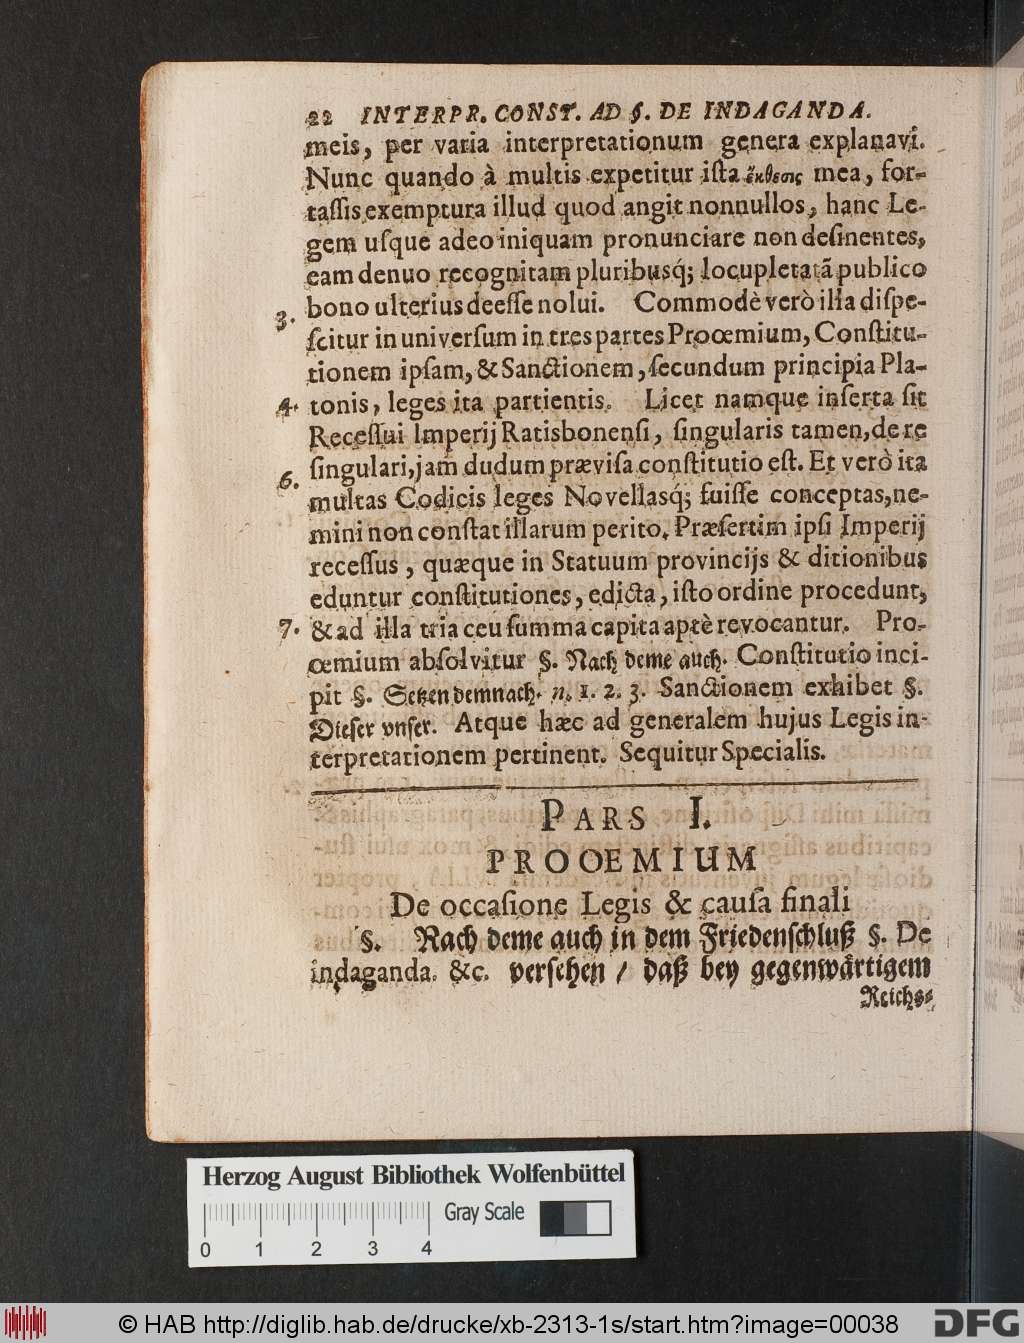 22 INTERPR. CONST. AD §. DE INDAGANDA.
meis, per varia interpretationum genera explanavi.
Nunc quando à multis expetitur iſta ἔκθεσις mea, for-
taſſis exemptura illud quod angit nonnullos, hanc Le-
gem uſque adeo iniquam pronunciare non deſinentes,
eam denuo recognitam pluribusq́; locupletatã publico
bono ulterius deeſſe nolui. Commodè verò illa diſpe-
3. ſcitur in univerſum in tres partes Prooemium, Conſtitu-
tionem ipſam, & Sanctionem, ſecundum principia Pla-
4. tonis, leges ita partientis. Licet namque inſerta ſit
Receſſui Imperij Ratisbonenſi, ſingularis tamen, de re
ſingulari, jam dudum præviſa conſtitutio eſt. Et verò ita
6. multas Codicis leges Novellasq́; fuiſſe conceptas, ne-
mini non conſtat illarum perito. Præſertim ipſi Imperij
receſſus, quæque in Statuum provincijs & ditionibus
eduntur conſtitutiones, edicta, iſto ordine procedunt,
7. & ad illa tria ceu ſumma capita aptè revocantur. Pro-
œmium abſolvitur §. Nach deme auch. Conſtitutio inci-
pit §. Setzen demnach. n. 1. 2. 3. Sanctionem exhibet §.
Dieſer vnſer. Atque hæc ad generalem hujus Legis in-
terpretationem pertinent. Sequitur Specialis.
PARS I.
PROOEMIUM
De occaſione Legis & cauſa finali
§. Nach deme auch in dem Friedenſchluß §. De
indaganda. &c. verſehen / daß bey gegenwärtigem
Reichs-
Herzog August Bibliothek Wolfenbüttel
Gray Scale
0 1 2 3 4
© HAB http://diglib.hab.de/drucke/xb-2313-1s/start.htm?image=00038
DFG